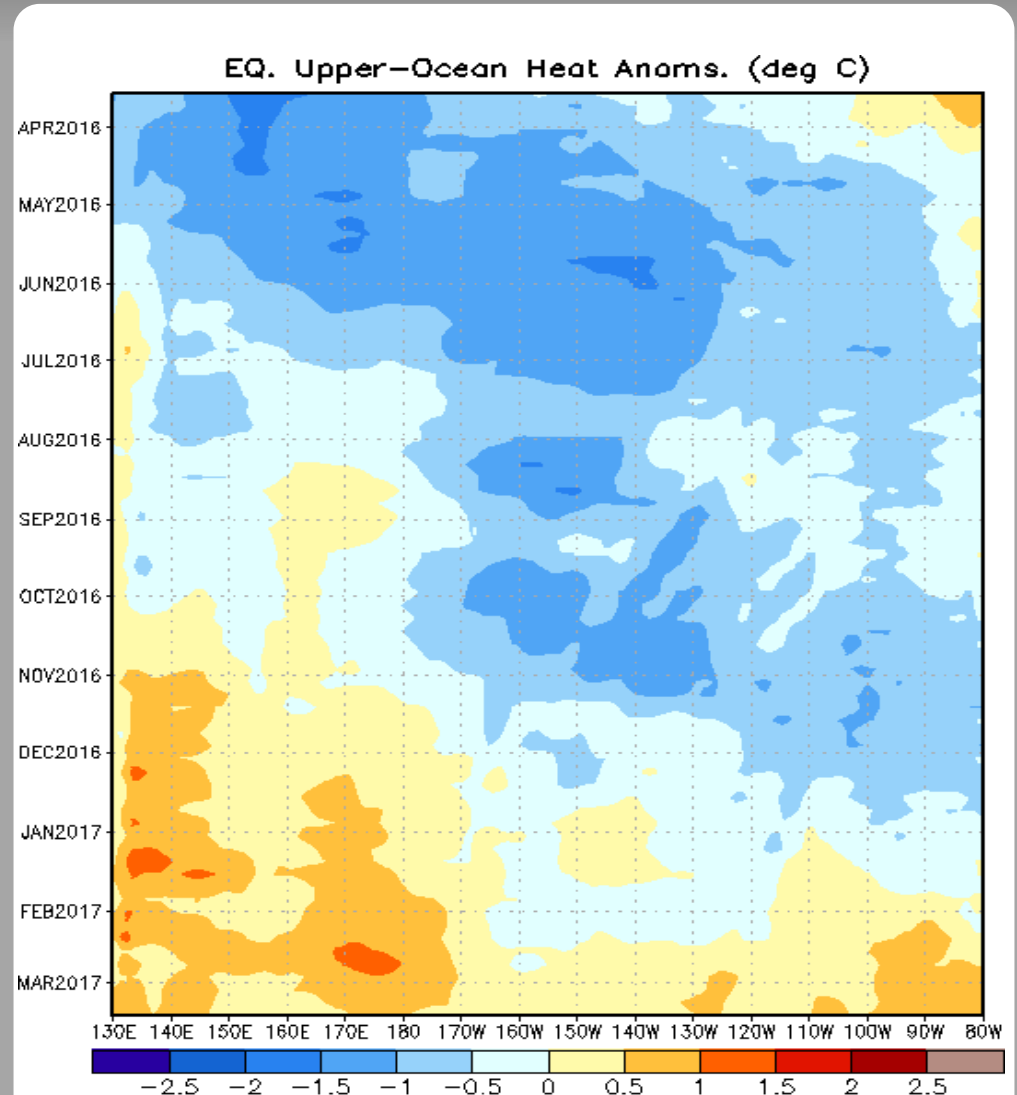 EQ. Upper-Ocean Heat Anoms. (deg C)
APR2016
MAY2016
JUN2016
JUL2016
AUG2016
SEP2016
OCT2016
NOV2016
DEC2016
JAN2017
FEB2017
MAR2017
130E 140E 150E 160E 170E 180 170W 160W 150W 140W 130W 120W 110W 100W 90W 80W
-2.5 -2 -1.5 -1 -0.5 0 0.5 1 1.5 2 2.5